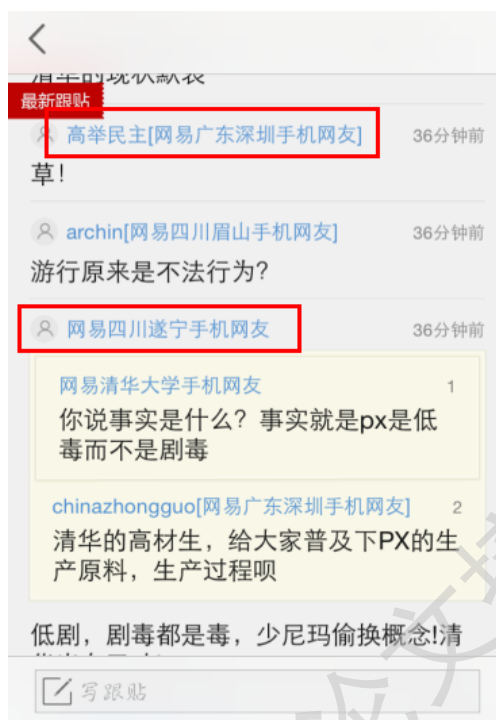 清华的现状默哀
最新跟贴
高举民主[网易广东深圳手机网友] 36分钟前
草！
archin[网易四川眉山手机网友] 36分钟前
游行原来是不法行为？
网易四川遂宁手机网友 36分钟前
网易清华大学手机网友 1
你说事实是什么？事实就是px是低
毒而不是剧毒
chinazhongguo[网易广东深圳手机网友] 2
清华的高材生，给大家普及下PX的生
产原料，生产过程呗
低剧，剧毒都是毒，少尼玛偷换概念!清
写跟贴